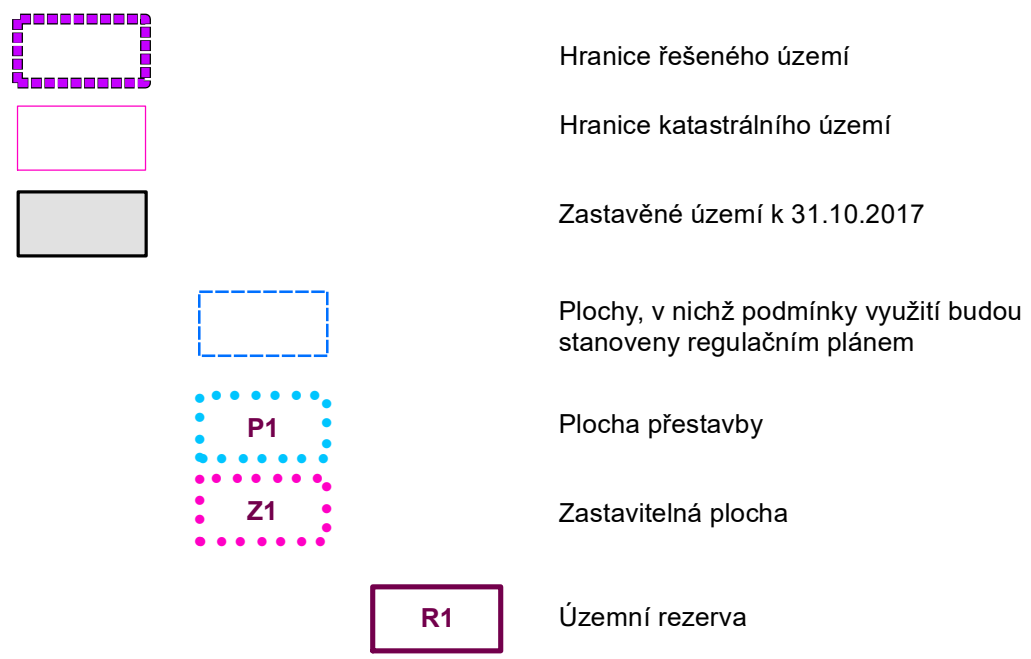 Hranice řešeného území
Hranice katastrálního území
Zastavěné území k 31.10.2017
Plochy, v nichž podmínky využití budou
stanoveny regulačním plánem
P1 Plocha přestavby
Z1 Zastavitelná plocha
R1 Územní rezerva